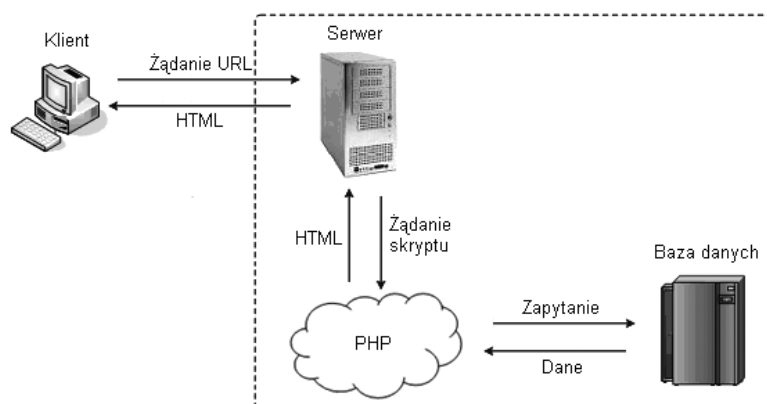 Klient
Serwer
Żądanie URL
HTML
HTML
Żądanie
skryptu
Baza danych
PHP
Zapytanie
Dane